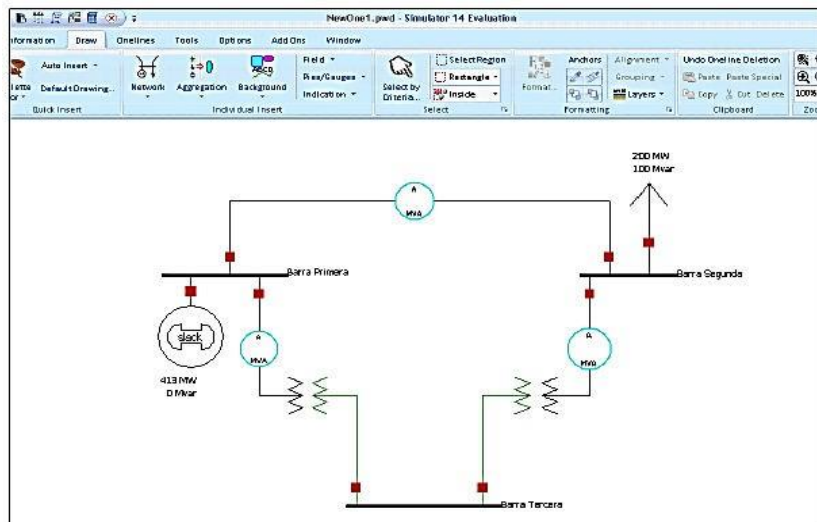 NewOne1.pwd - Simulator 14 Evaluation
Draw Onelines Tools Options Add Ons Window
Auto Insert
Default Drawing...
Quick Insert
Network Aggregation Background
Field
Pies/Gauges
Indication
Individual Insert
Select by Criteria...
Select Region
Rectangle
Inside
Select
Format...
Anchors
Formatting
Alignment
Grouping
Layers
Undo Oneline Deletion
Paste Paste Special
Copy Cut Delete
Clipboard
100%
200 MW
100 Mvar
A
MVA
Barra Primera
Barra Segunda
slack
A
MVA
A
MVA
413 MW
0 Mvar
Barra Tercera